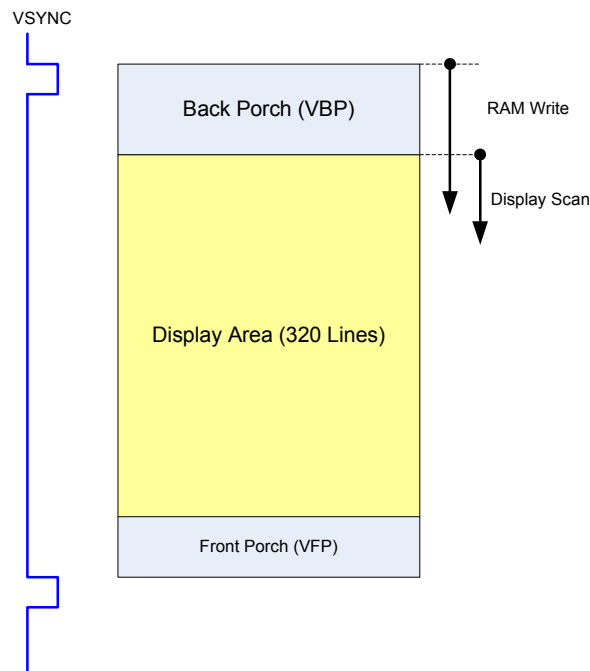 VSYNC
Back Porch (VBP)
RAM Write
Display Scan
Display Area (320 Lines)
Front Porch (VFP)